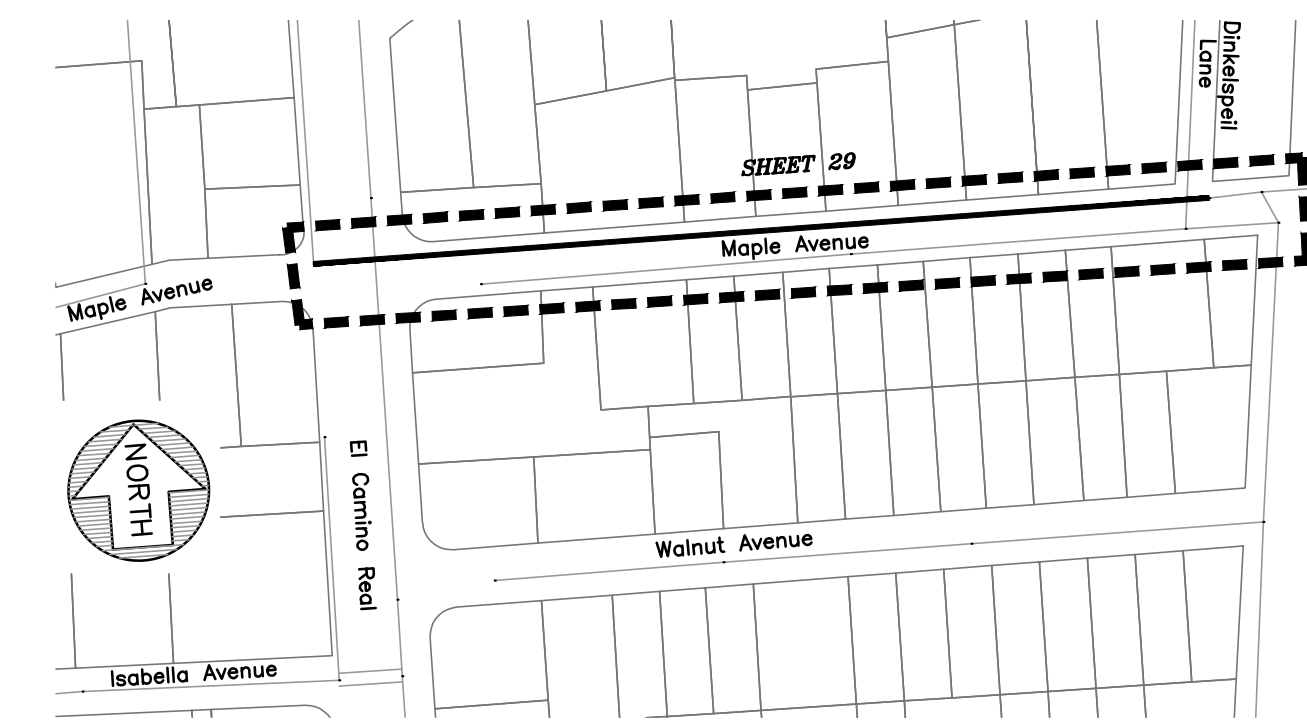 Dinkelspeil
Lane
SHEET 29
Maple Avenue
Maple Avenue
NORTH
El Camino Real
Walnut Avenue
Isabella Avenue